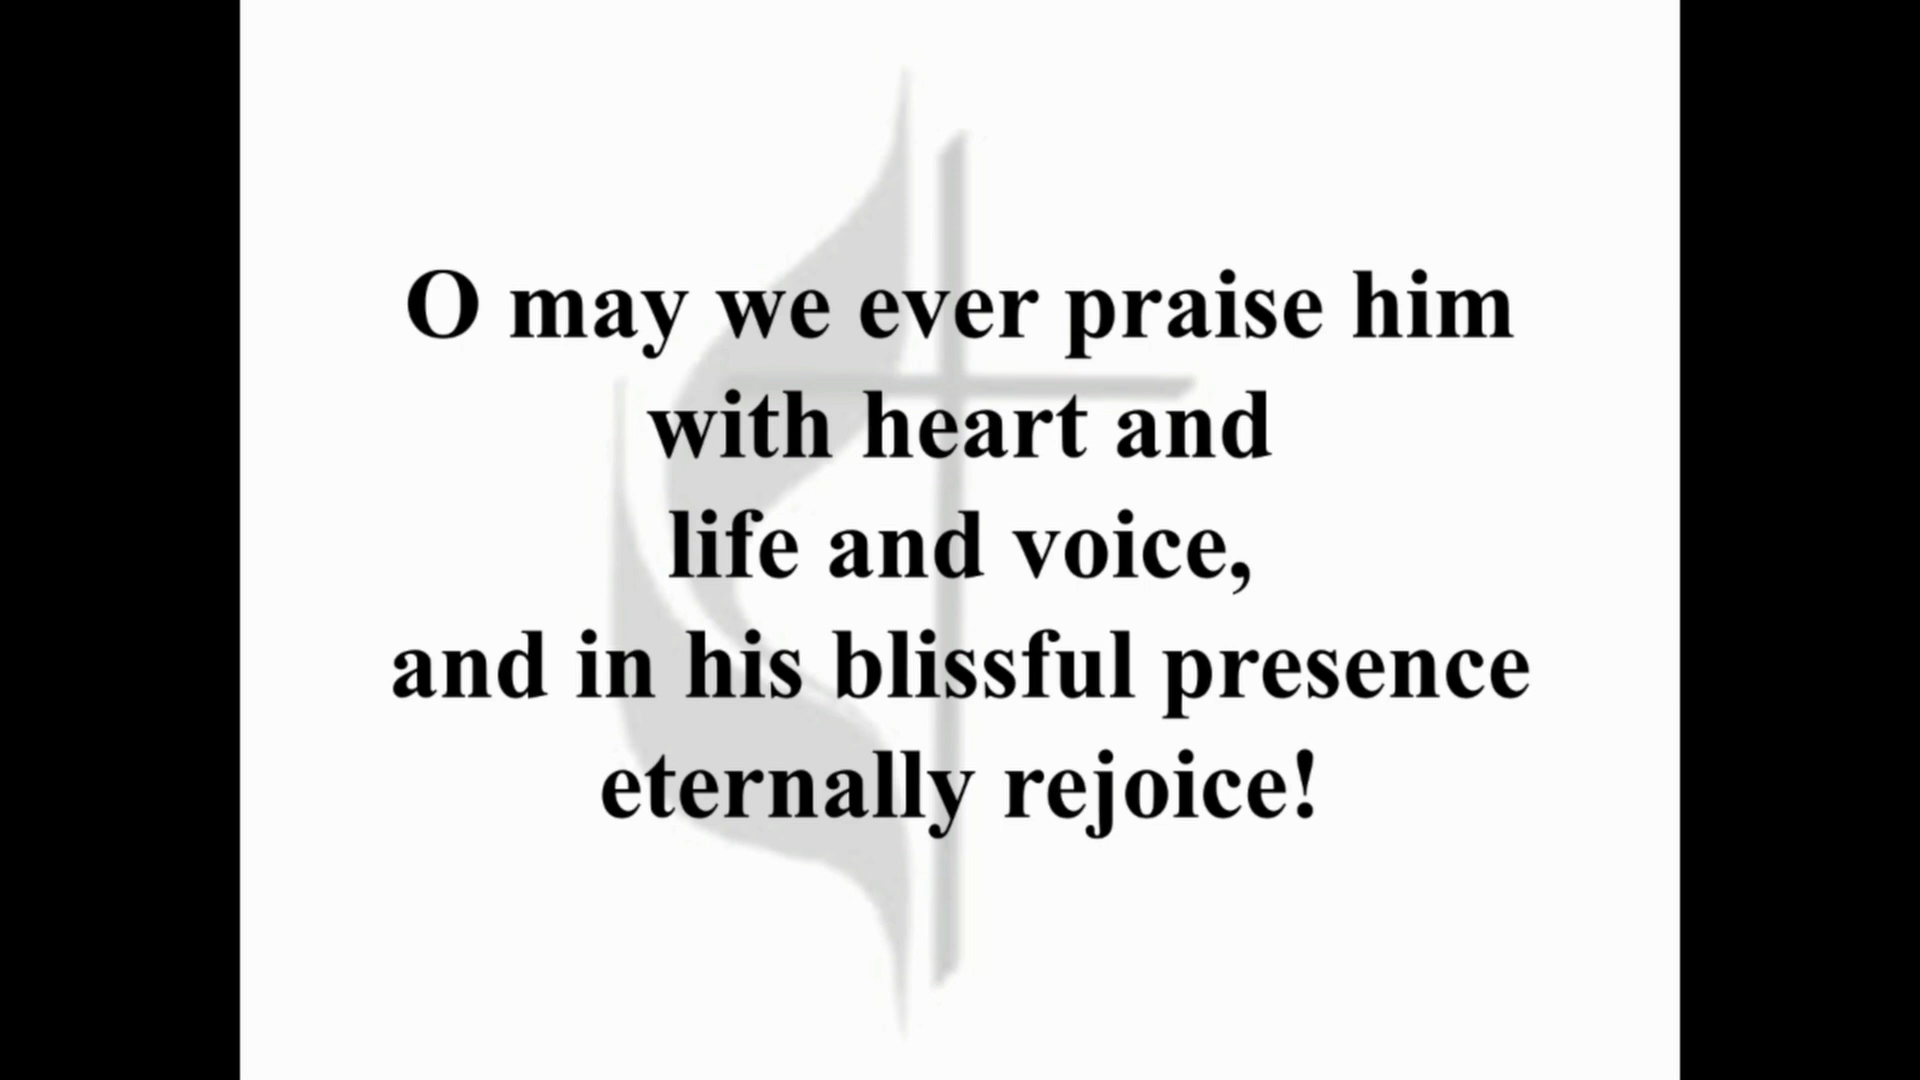 O may we ever praise him
with heart and
life and voice,
and in his blissful presence
eternally rejoice!